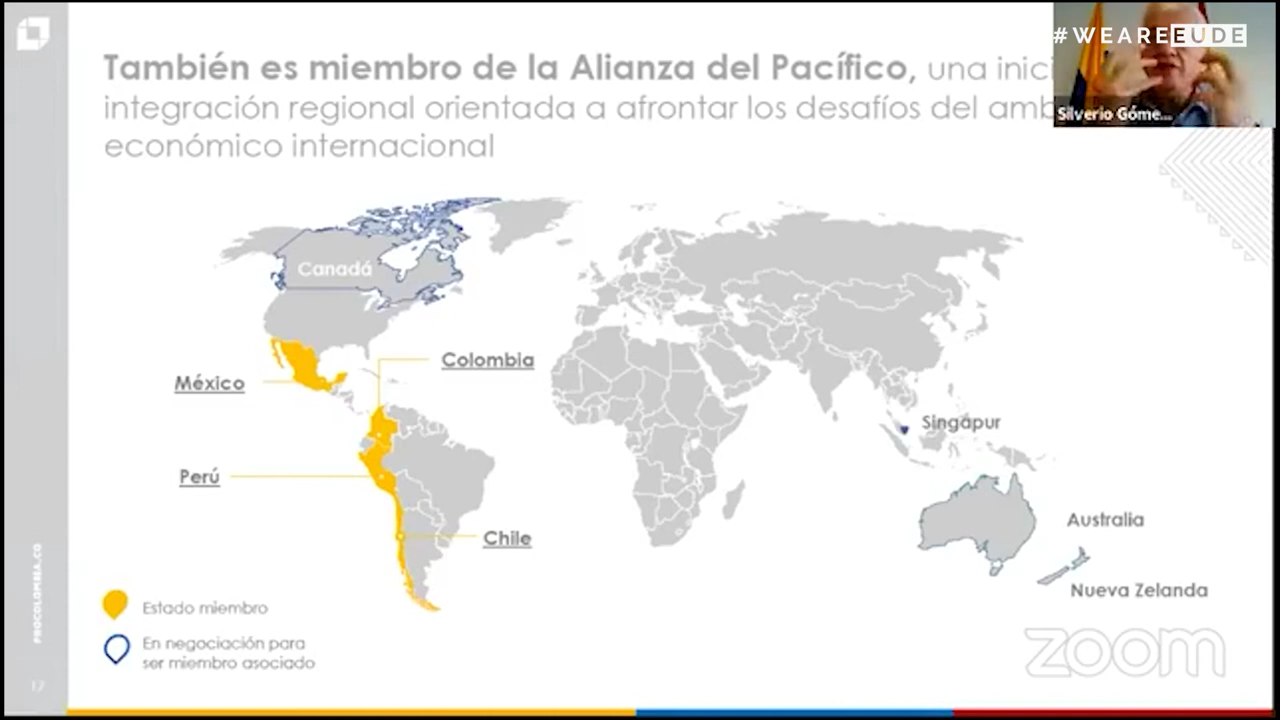 #WEAREEUDE
También es miembro de la Alianza del Pacífico, una
integración regional orientada a afrontar los desafíos del
económico internacional
Silverio Góme...
Canadá
Colombia
México
Singapur
Perú
Australia
Chile
Nueva Zelanda
Estado miembro
En negociación para
ser miembro asociado
PROCOLOMBIA.CO
17
zoom